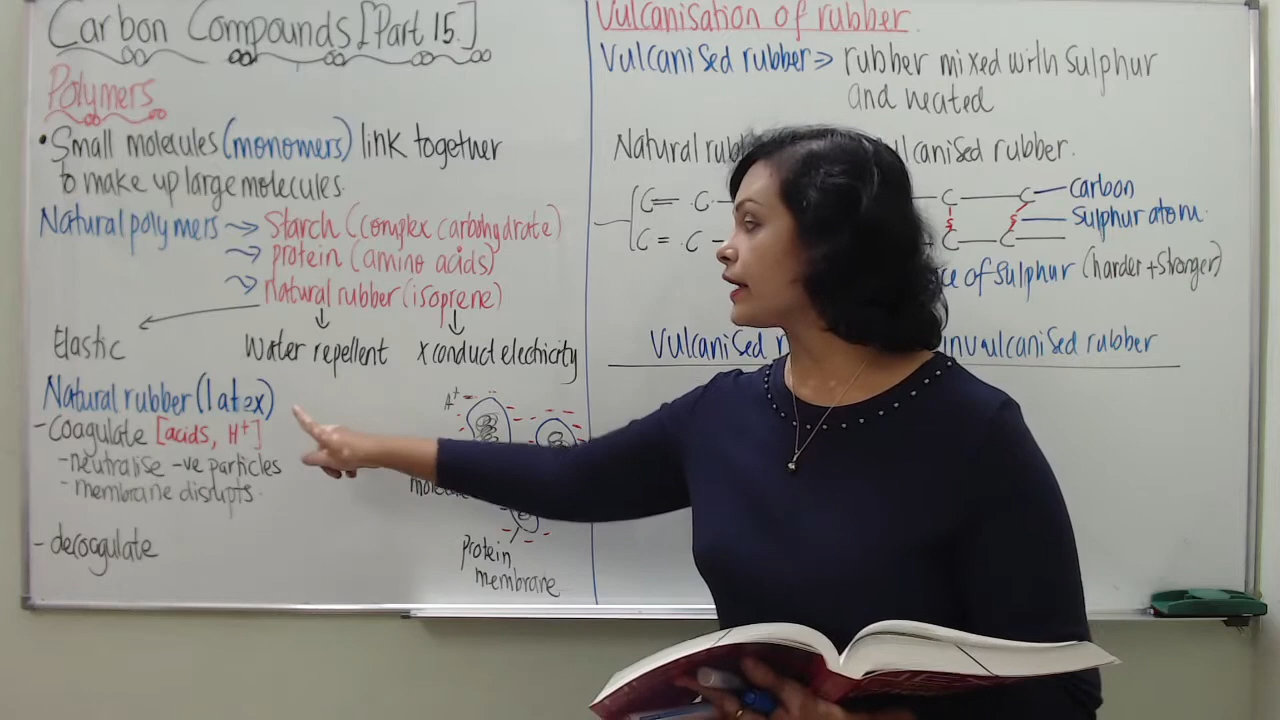 Carbon Compounds [Part 15.]
Polymers
• Small molecules (monomers) link together
to make up large molecules.
Natural polymers → Starch (complex carbohydrate)
→ protein (amino acids)
→ natural rubber (isoprene)
Elastic
water repellent
x conduct electricity
Natural rubber (latex)
- Coagulate [acids, H+]
- neutralise -ve particles
- membrane disrupts.
- decoagulate
A+
protein
membrane
Vulcanisation of rubber.
Vulcanised rubber => rubber mixed with Sulphur
and heated
Natural
rubber.
C = C
C C carbon
Sulphur atom.
C = C
C C
of Sulphur (harder + stronger)
Vulcanised
rubber